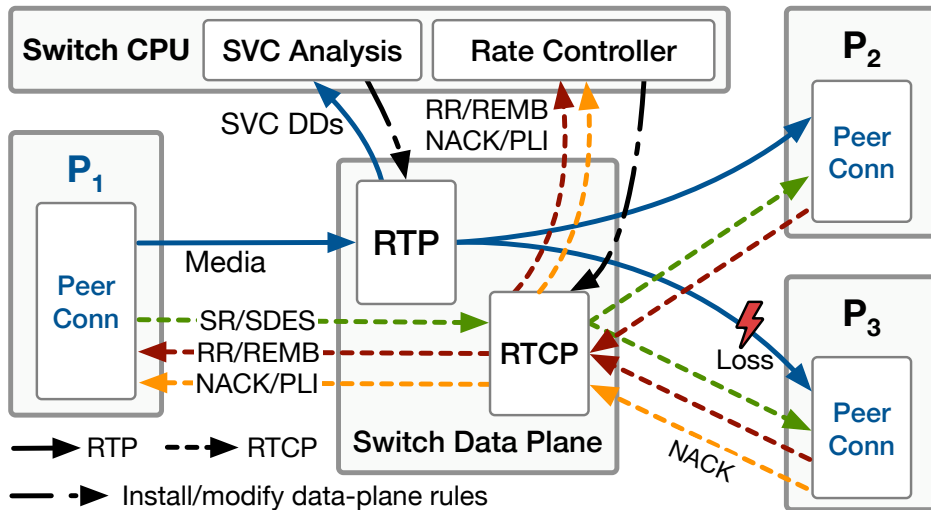 Switch CPU
SVC Analysis
Rate Controller
P2
Peer
Conn
SVC DDs
RR/REMB
NACK/PLI
P1
Peer
Conn
Media
RTP
SR/SDES
RR/REMB
NACK/PLI
RTCP
Switch Data Plane
Loss
P3
Peer
Conn
NACK
RTP
RTCP
Install/modify data-plane rules